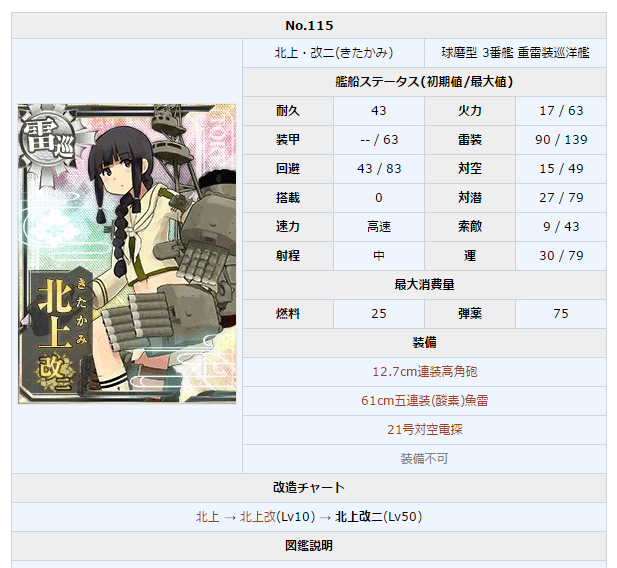 No.115
北上・改二(きたかみ)
球磨型 3番艦 重雷装巡洋艦
艦船ステータス(初期値/最大値)
耐久 43 火力 17 / 63
装甲 -- / 63 雷装 90 / 139
回避 43 / 83 対空 15 / 49
搭載 0 対潜 27 / 79
速力 高速 索敵 9 / 43
射程 中 運 30 / 79
最大消費量
燃料 25 弾薬 75
装備
12.7cm連装高角砲
61cm五連装(酸素)魚雷
21号対空電探
装備不可
雷巡
きたかみ
北上
改二
改造チャート
北上 → 北上改(Lv10) → 北上改二(Lv50)
図鑑説明